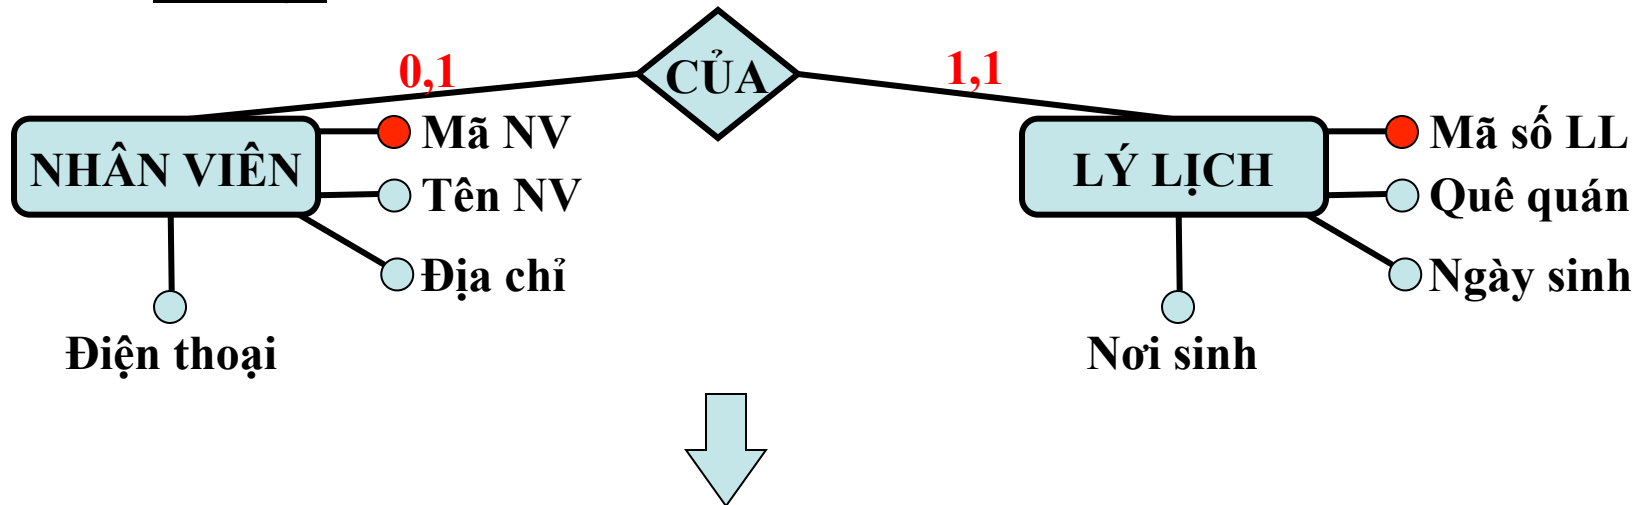 CỦA
0,1
1,1
NHÂN VIÊN
Mã NV
Tên NV
Địa chỉ
Điện thoại
LÝ LỊCH
Mã số LL
Quê quán
Ngày sinh
Nơi sinh